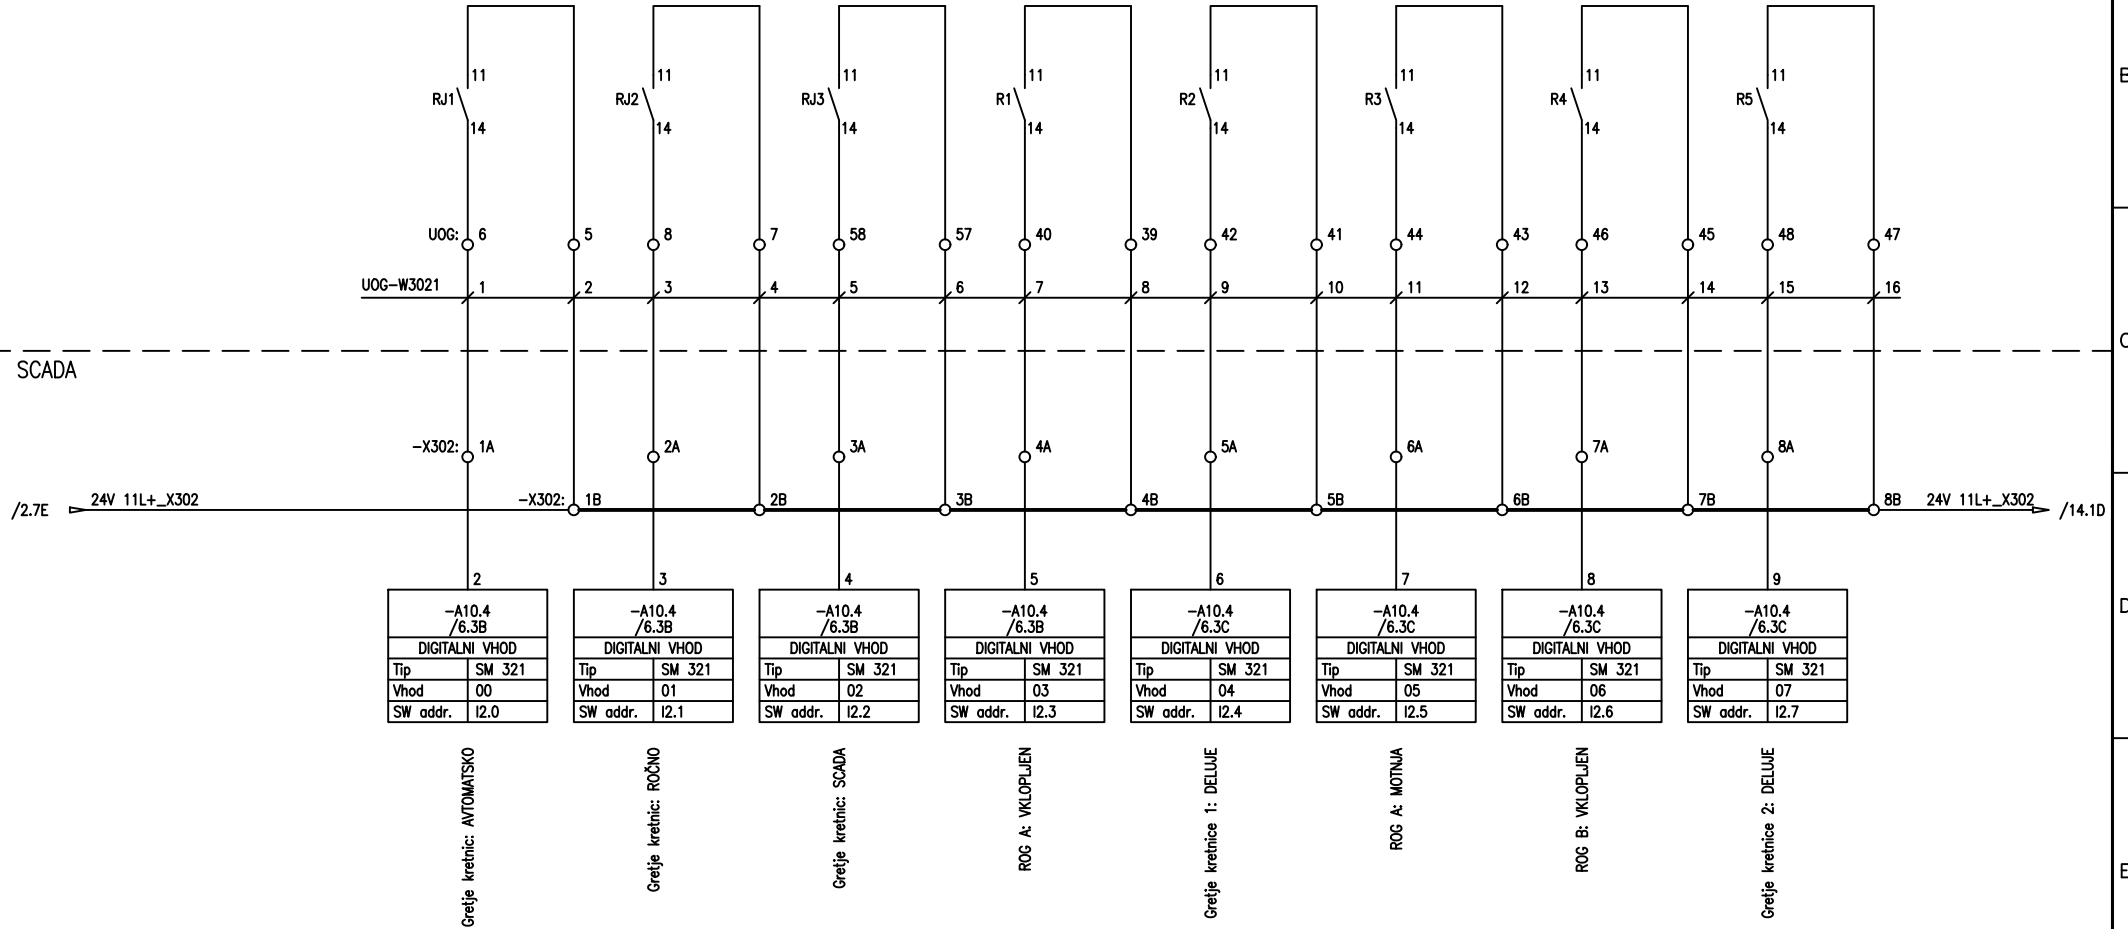 B
11 11 11 11 11 11 11 11
RJ1 RJ2 RJ3 R1 R2 R3 R4 R5
14 14 14 14 14 14 14 14
UOG: 6 5 8 7 58 57 40 39 42 41 44 43 46 45 48 47
UOG-W3021 1 2 3 4 5 6 7 8 9 10 11 12 13 14 15 16
C
SCADA
-X302: 1A 2A 3A 4A 5A 6A 7A 8A
/2.7E 24V 11L+_X302 -X302: 1B 2B 3B 4B 5B 6B 7B 8B 24V 11L+_X302 /14.1D
2 3 4 5 6 7 8 9
D
-A10.4 -A10.4 -A10.4 -A10.4 -A10.4 -A10.4 -A10.4 -A10.4
/6.3B /6.3B /6.3B /6.3B /6.3C /6.3C /6.3C /6.3C
DIGITALNI VHOD DIGITALNI VHOD DIGITALNI VHOD DIGITALNI VHOD DIGITALNI VHOD DIGITALNI VHOD DIGITALNI VHOD DIGITALNI VHOD
Tip SM 321 Tip SM 321 Tip SM 321 Tip SM 321 Tip SM 321 Tip SM 321 Tip SM 321 Tip SM 321
Vhod 00 Vhod 01 Vhod 02 Vhod 03 Vhod 04 Vhod 05 Vhod 06 Vhod 07
SW addr. I2.0 SW addr. I2.1 SW addr. I2.2 SW addr. I2.3 SW addr. I2.4 SW addr. I2.5 SW addr. I2.6 SW addr. I2.7
Gretje kretnic: AVTOMATSKO
Gretje kretnic: ROČNO
Gretje kretnic: SCADA
ROG A: VKLOPLJEN
Gretje kretnice 1: DELUJE
ROG A: MOTNJA
ROG B: VKLOPLJEN
Gretje kretnice 2: DELUJE
E